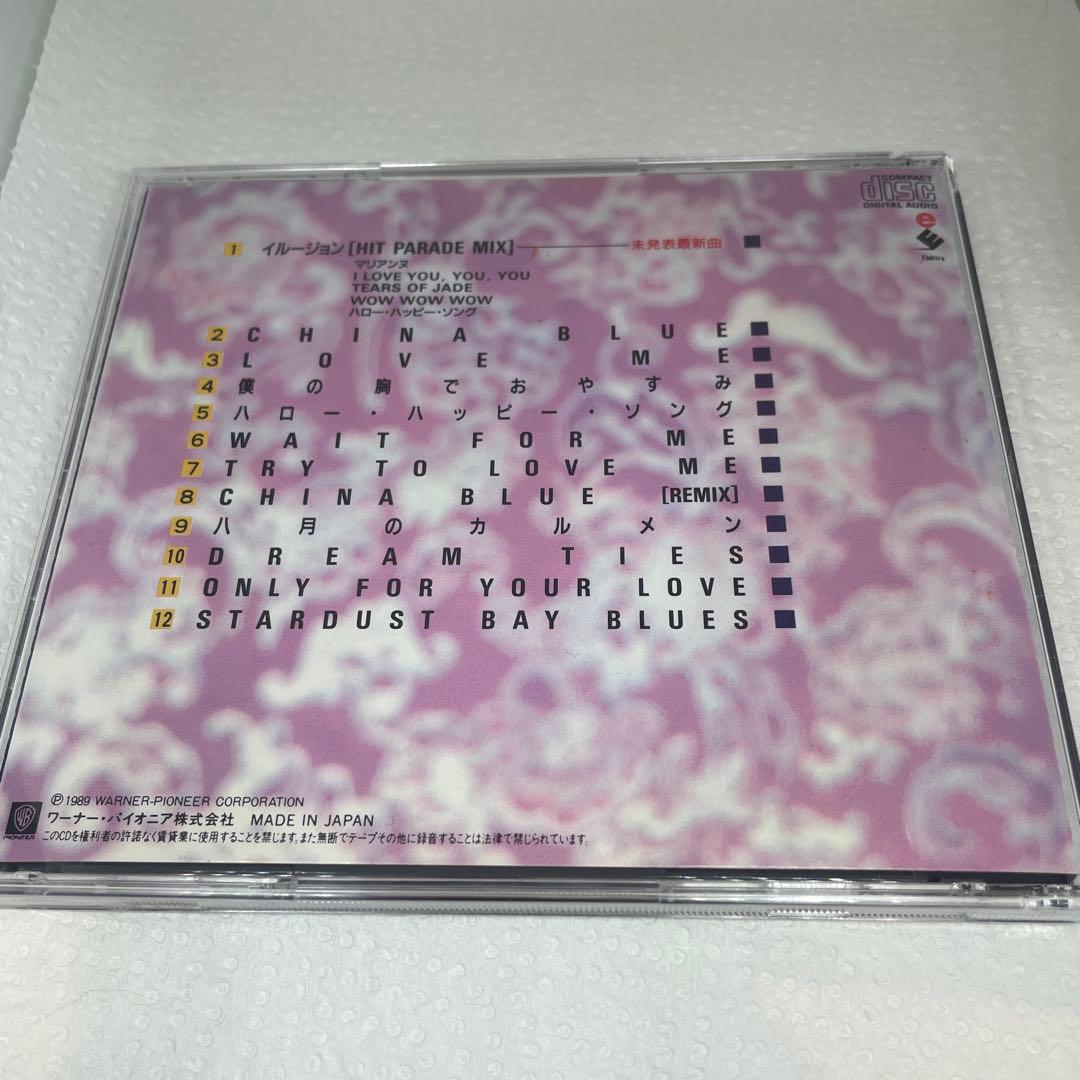 COMPACT
disc
DIGITAL AUDIO
e
E
Elektra
1 イルージョン [HIT PARADE MIX] 未発表最新曲
マリアンヌ
I LOVE YOU, YOU, YOU
TEARS OF JADE
WOW WOW WOW
ハロー・ハッピー・ソング
2 CHINA BLUE
3 LOVE ME
4 僕の胸でおやすみ
5 ハロー・ハッピー・ソング
6 WAIT FOR ME
7 TRY TO LOVE ME
8 CHINA BLUE [REMIX]
9 八月のカルメン
10 DREAM TIES
11 ONLY FOR YOUR LOVE
12 STARDUST BAY BLUES
℗1989 WARNER-PIONEER CORPORATION
ワーナー・パイオニア株式会社 MADE IN JAPAN
WB
PIONEER
このCDを権利者の許諾なく賃貸業に使用することを禁じます。また無断でテープその他に録音することは法律で禁じられています。